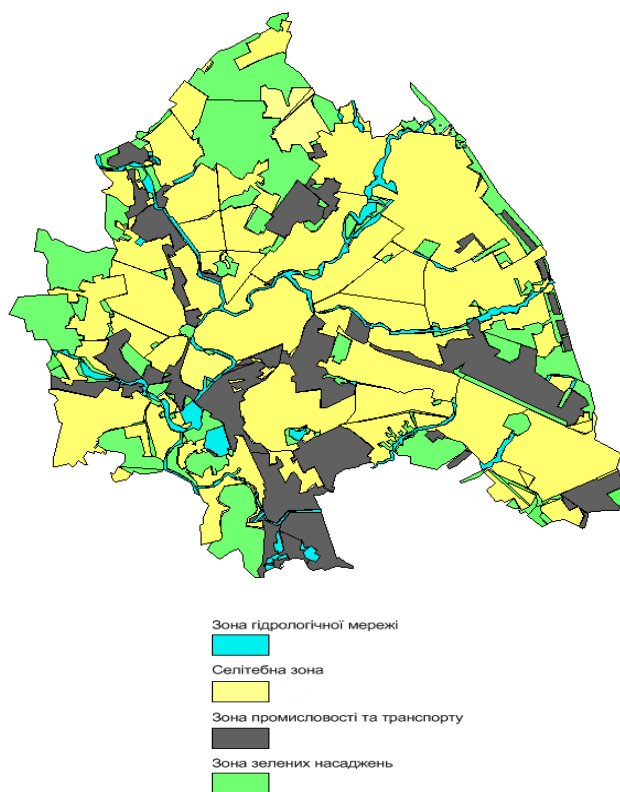 Зона гідрологічної мережі
Селітебна зона
Зона промисловості та транспорту
Зона зелених насаджень